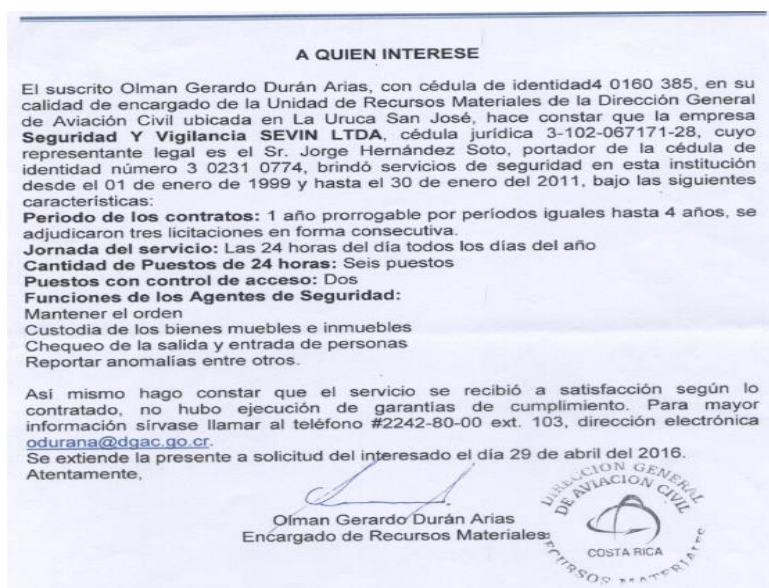 A QUIEN INTERESE
El suscrito Olman Gerardo Durán Arias, con cédula de identidad4 0160 385, en su
calidad de encargado de la Unidad de Recursos Materiales de la Dirección General
de Aviación Civil ubicada en La Uruca San José, hace constar que la empresa
Seguridad Y Vigilancia SEVIN LTDA, cédula jurídica 3-102-067171-28, cuyo
representante legal es el Sr. Jorge Hernández Soto, portador de la cédula de
identidad número 3 0231 0774, brindó servicios de seguridad en esta institución
desde el 01 de enero de 1999 y hasta el 30 de enero del 2011, bajo las siguientes
características:
Periodo de los contratos: 1 año prorrogable por períodos iguales hasta 4 años, se
adjudicaron tres licitaciones en forma consecutiva.
Jornada del servicio: Las 24 horas del día todos los días del año
Cantidad de Puestos de 24 horas: Seis puestos
Puestos con control de acceso: Dos
Funciones de los Agentes de Seguridad:
Mantener el orden
Custodia de los bienes muebles e inmuebles
Chequeo de la salida y entrada de personas
Reportar anomalías entre otros.
Así mismo hago constar que el servicio se recibió a satisfacción según lo
contratado, no hubo ejecución de garantías de cumplimiento. Para mayor
información sírvase llamar al teléfono #2242-80-00 ext. 103, dirección electrónica
odurana@dgac.go.cr.
Se extiende la presente a solicitud del interesado el día 29 de abril del 2016.
Atentamente,
Olman Gerardo Durán Arias
Encargado de Recursos Materiales
DIRECCION GENERAL
DE AVIACION CIVIL
COSTA RICA
RECURSOS MATERIALES